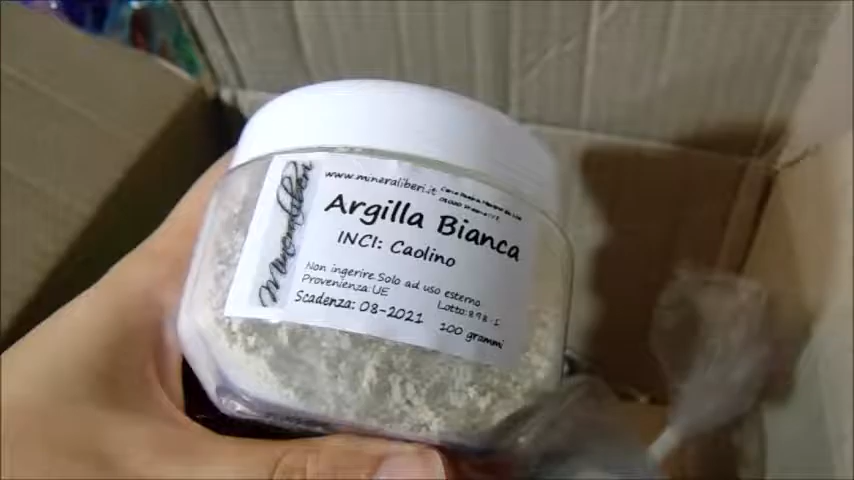 Mineraliberi
www.mineraliberi.it
Argilla Bianca
INCI: Caolino
Non ingerire Solo ad uso esterno
Provenienza: UE
Lotto: 898-1
Scadenza: 08-2021
100 grammi